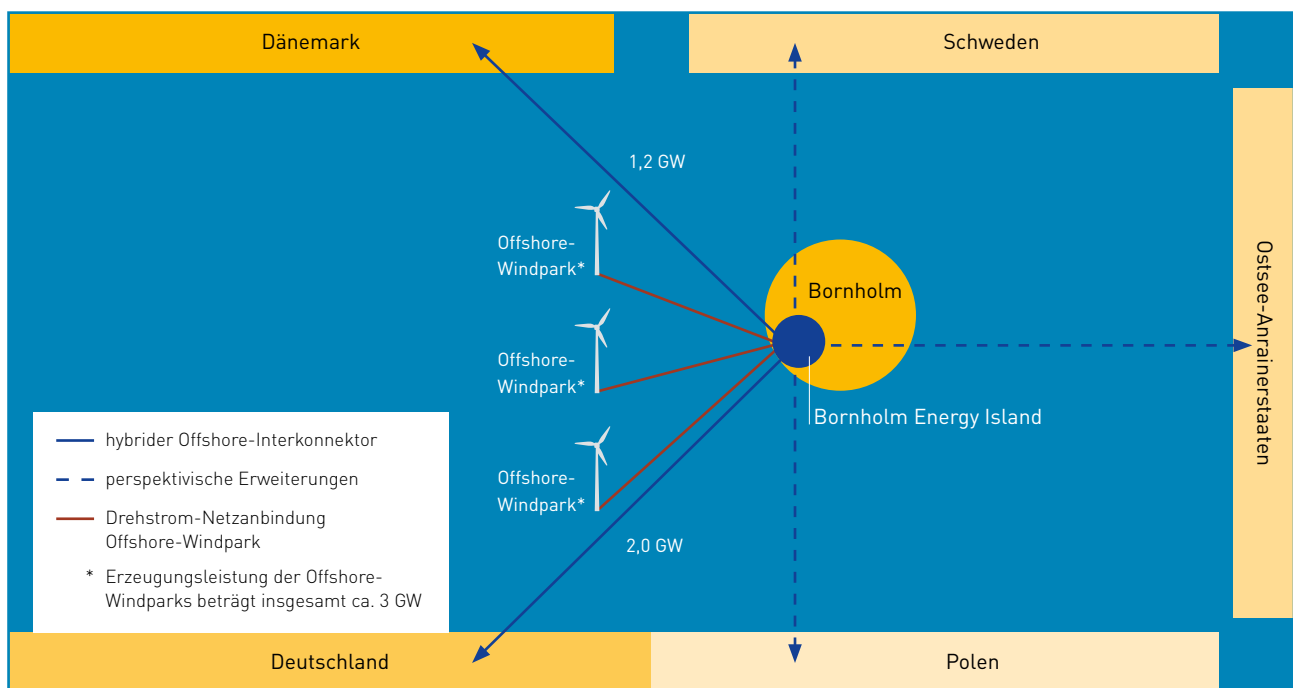 Dänemark
Schweden
1,2 GW
Offshore-
Windpark*
Bornholm
Offshore-
Windpark*
Bornholm Energy Island
Offshore-
Windpark*
2,0 GW
Ostsee-Anrainerstaaten
hybrider Offshore-Interkonnektor
perspektivische Erweiterungen
Drehstrom-Netzanbindung
Offshore-Windpark
* Erzeugungsleistung der Offshore-
Windparks beträgt insgesamt ca. 3 GW
Deutschland
Polen